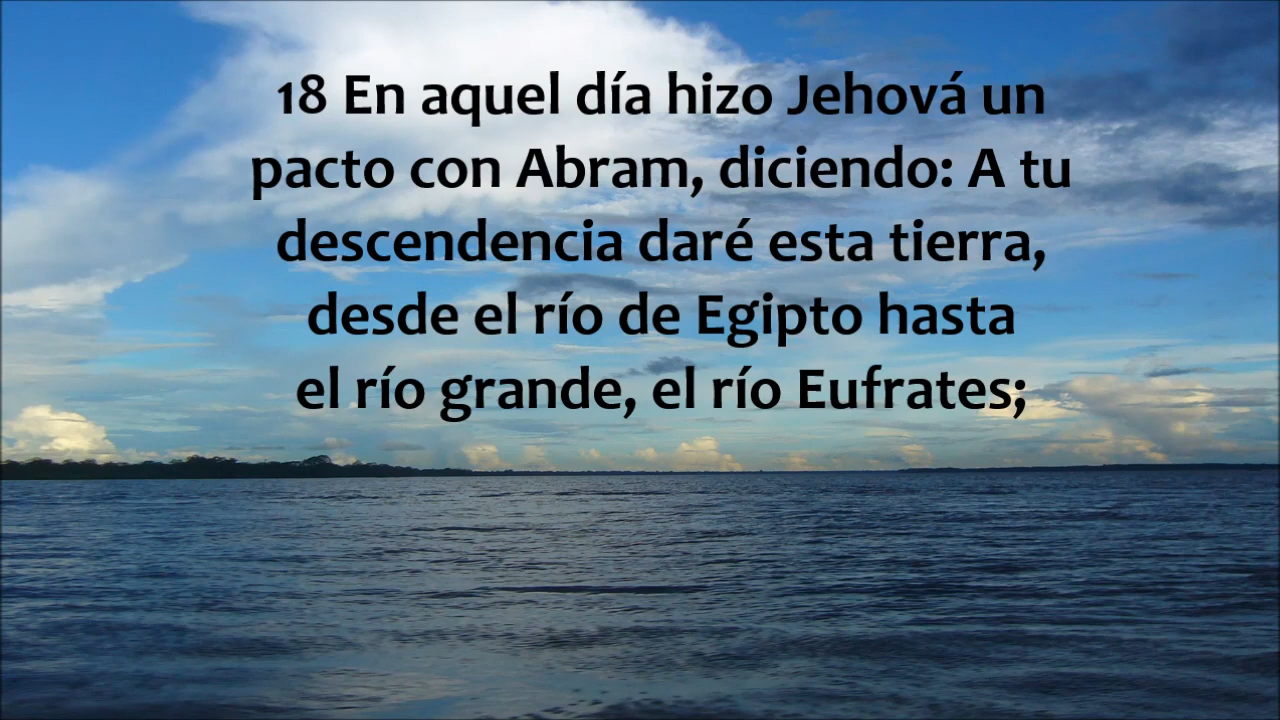 18 En aquel día hizo Jehová un
pacto con Abram, diciendo: A tu
descendencia daré esta tierra,
desde el río de Egipto hasta
el río grande, el río Eufrates;